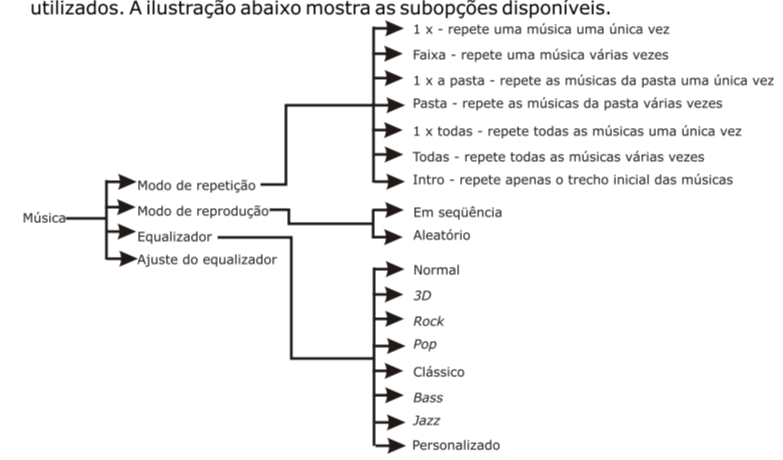 utilizados. A ilustração abaixo mostra as subopções disponíveis.
1 x - repete uma música uma única vez
Faixa - repete uma música várias vezes
1 x a pasta - repete as músicas da pasta uma única vez
Pasta - repete as músicas da pasta várias vezes
1 x todas - repete todas as músicas uma única vez
Todas - repete todas as músicas várias vezes
Intro - repete apenas o trecho inicial das músicas
Música
Modo de repetição
Modo de reprodução
Equalizador
Ajuste do equalizador
Em seqüência
Aleatório
Normal
3D
Rock
Pop
Clássico
Bass
Jazz
Personalizado